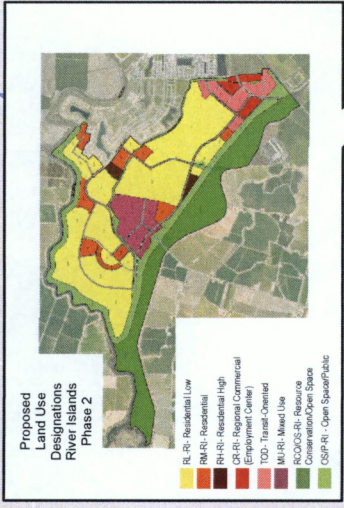 Proposed
Land Use
Designations
River Islands
Phase 2
RL-RI- Residential Low
RM-RI- Residential
RH-RI- Residential High
CR-RI- Regional Commercial
(Employment Center)
TOD- Transit-Oriented
MU-RI- Mixed Use
RCO/OS-RI- Resource
Conservation/Open Space
OS/P-RI - Open Space/Public